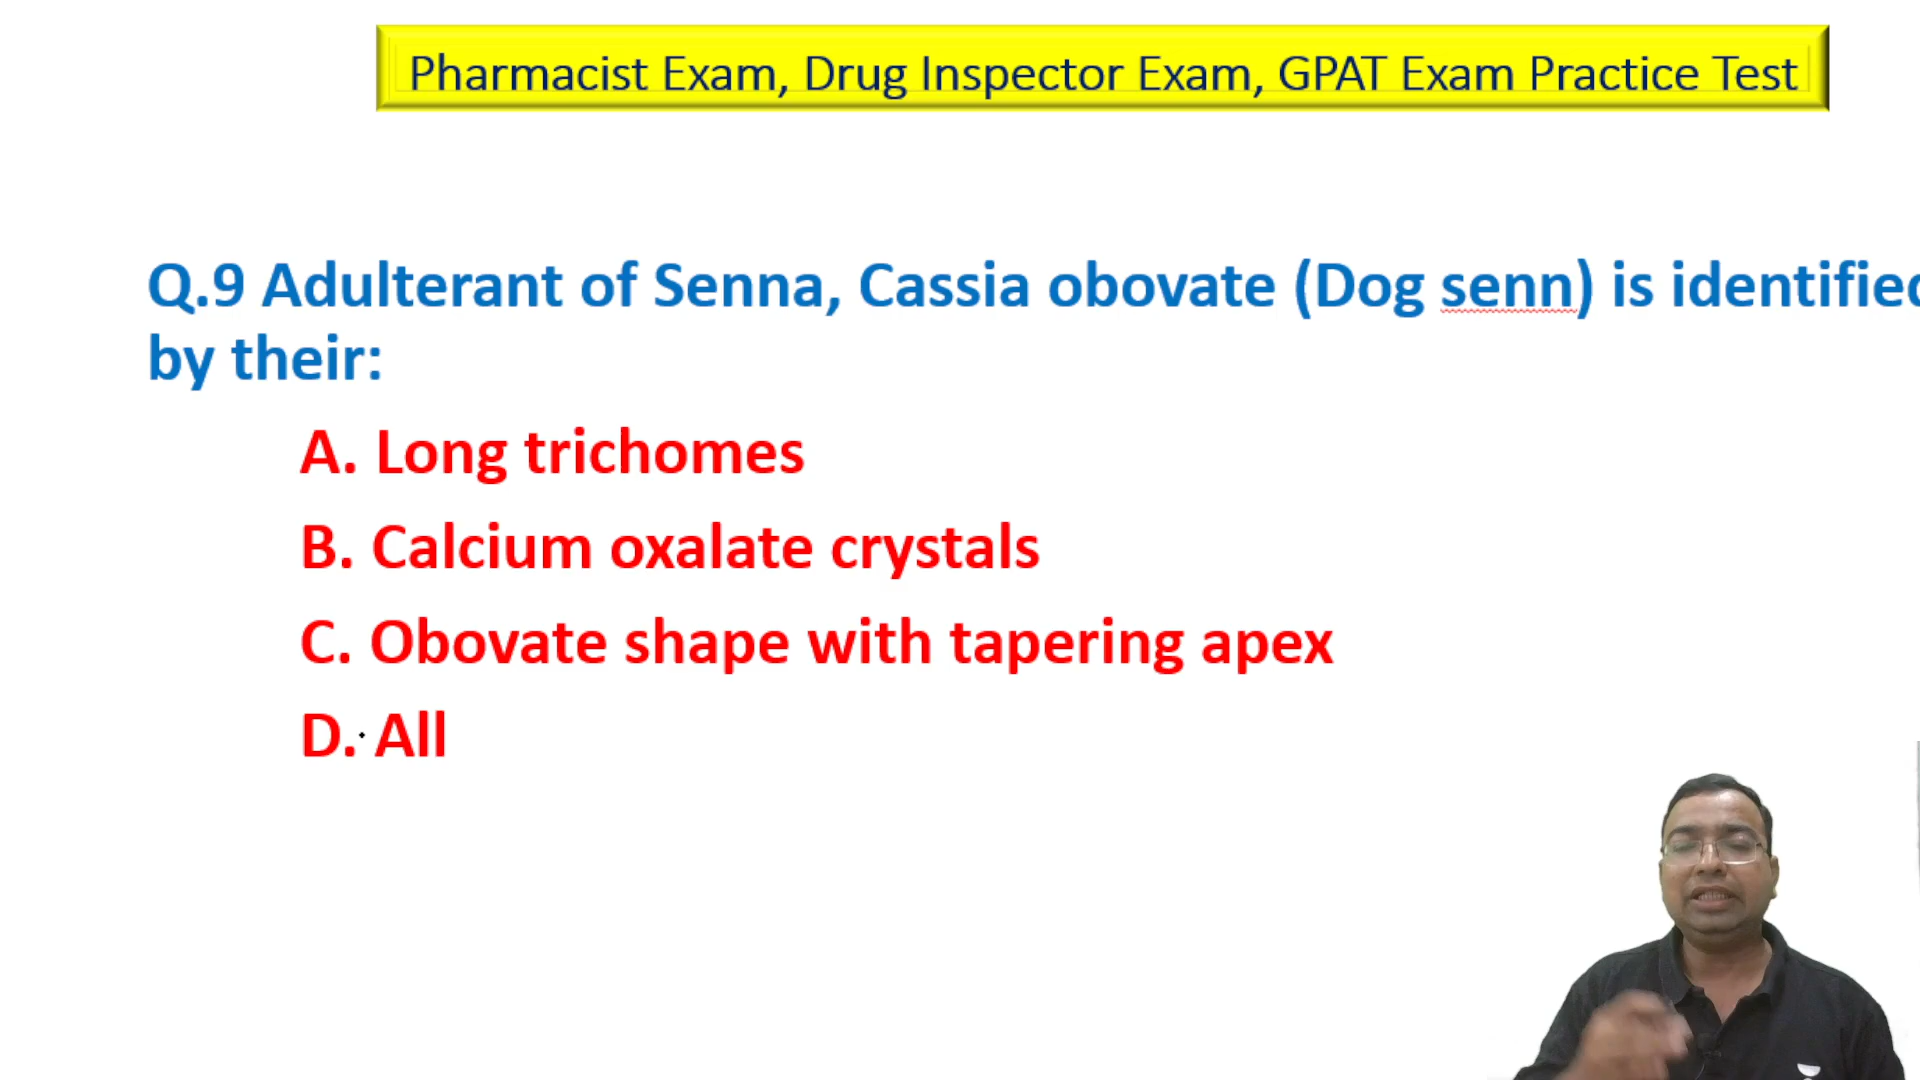 Pharmacist Exam, Drug Inspector Exam, GPAT Exam Practice Test
Q.9 Adulterant of Senna, Cassia obovate (Dog senn) is identified
by their:
A. Long trichomes
B. Calcium oxalate crystals
C. Obovate shape with tapering apex
D. All